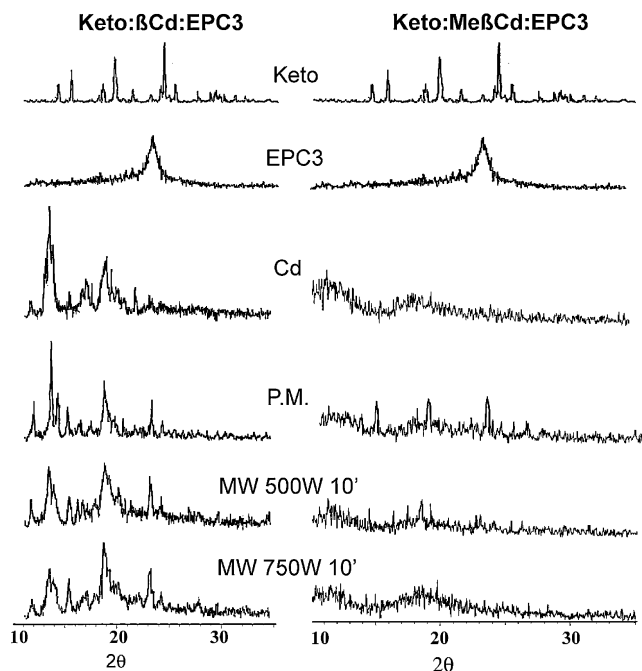 Keto:ßCd:EPC3 Keto:MeßCd:EPC3
Keto
EPC3
Cd
P.M.
MW 500W 10’
MW 750W 10’
10 20 30 10 20 30
2θ 2θ